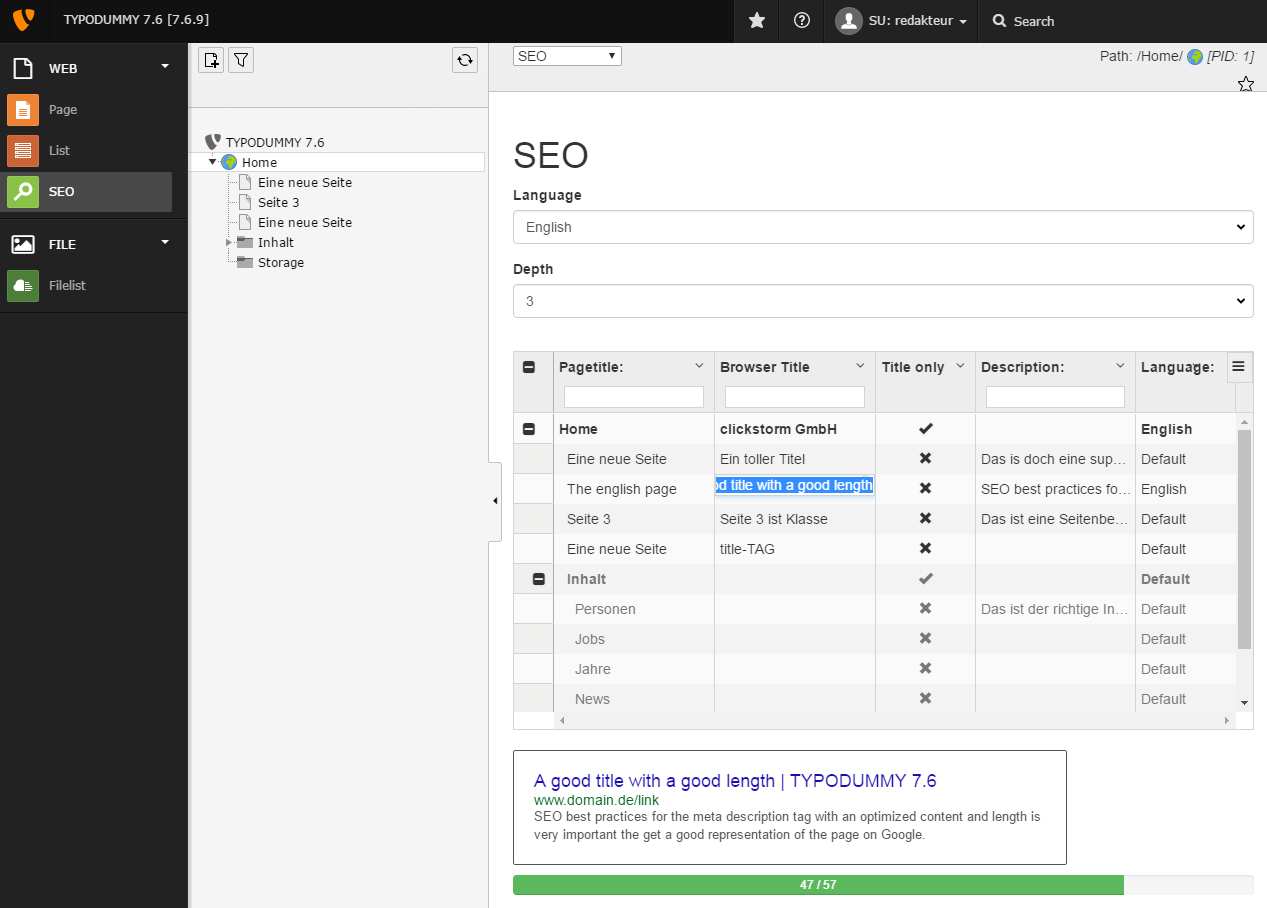 TYPODUMMY 7.6 [7.6.9]
SU: redakteur
Search
WEB
Page
List
SEO
FILE
Filelist
TYPODUMMY 7.6
Home
Eine neue Seite
Seite 3
Eine neue Seite
Inhalt
Storage
SEO
Path: /Home/ [PID: 1]
SEO
Language
English
Depth
3
Pagetitle: Browser Title Title only Description: Language:
Home clickstorm GmbH English
Eine neue Seite Ein toller Titel Das is doch eine sup... Default
The english page od title with a good length SEO best practices fo... English
Seite 3 Seite 3 ist Klasse Das ist eine Seitenbe... Default
Eine neue Seite title-TAG Default
Inhalt Default
Personen Das ist der richtige In... Default
Jobs Default
Jahre Default
News Default
A good title with a good length | TYPODUMMY 7.6
www.domain.de/link
SEO best practices for the meta description tag with an optimized content and length is
very important the get a good representation of the page on Google.
47 / 57